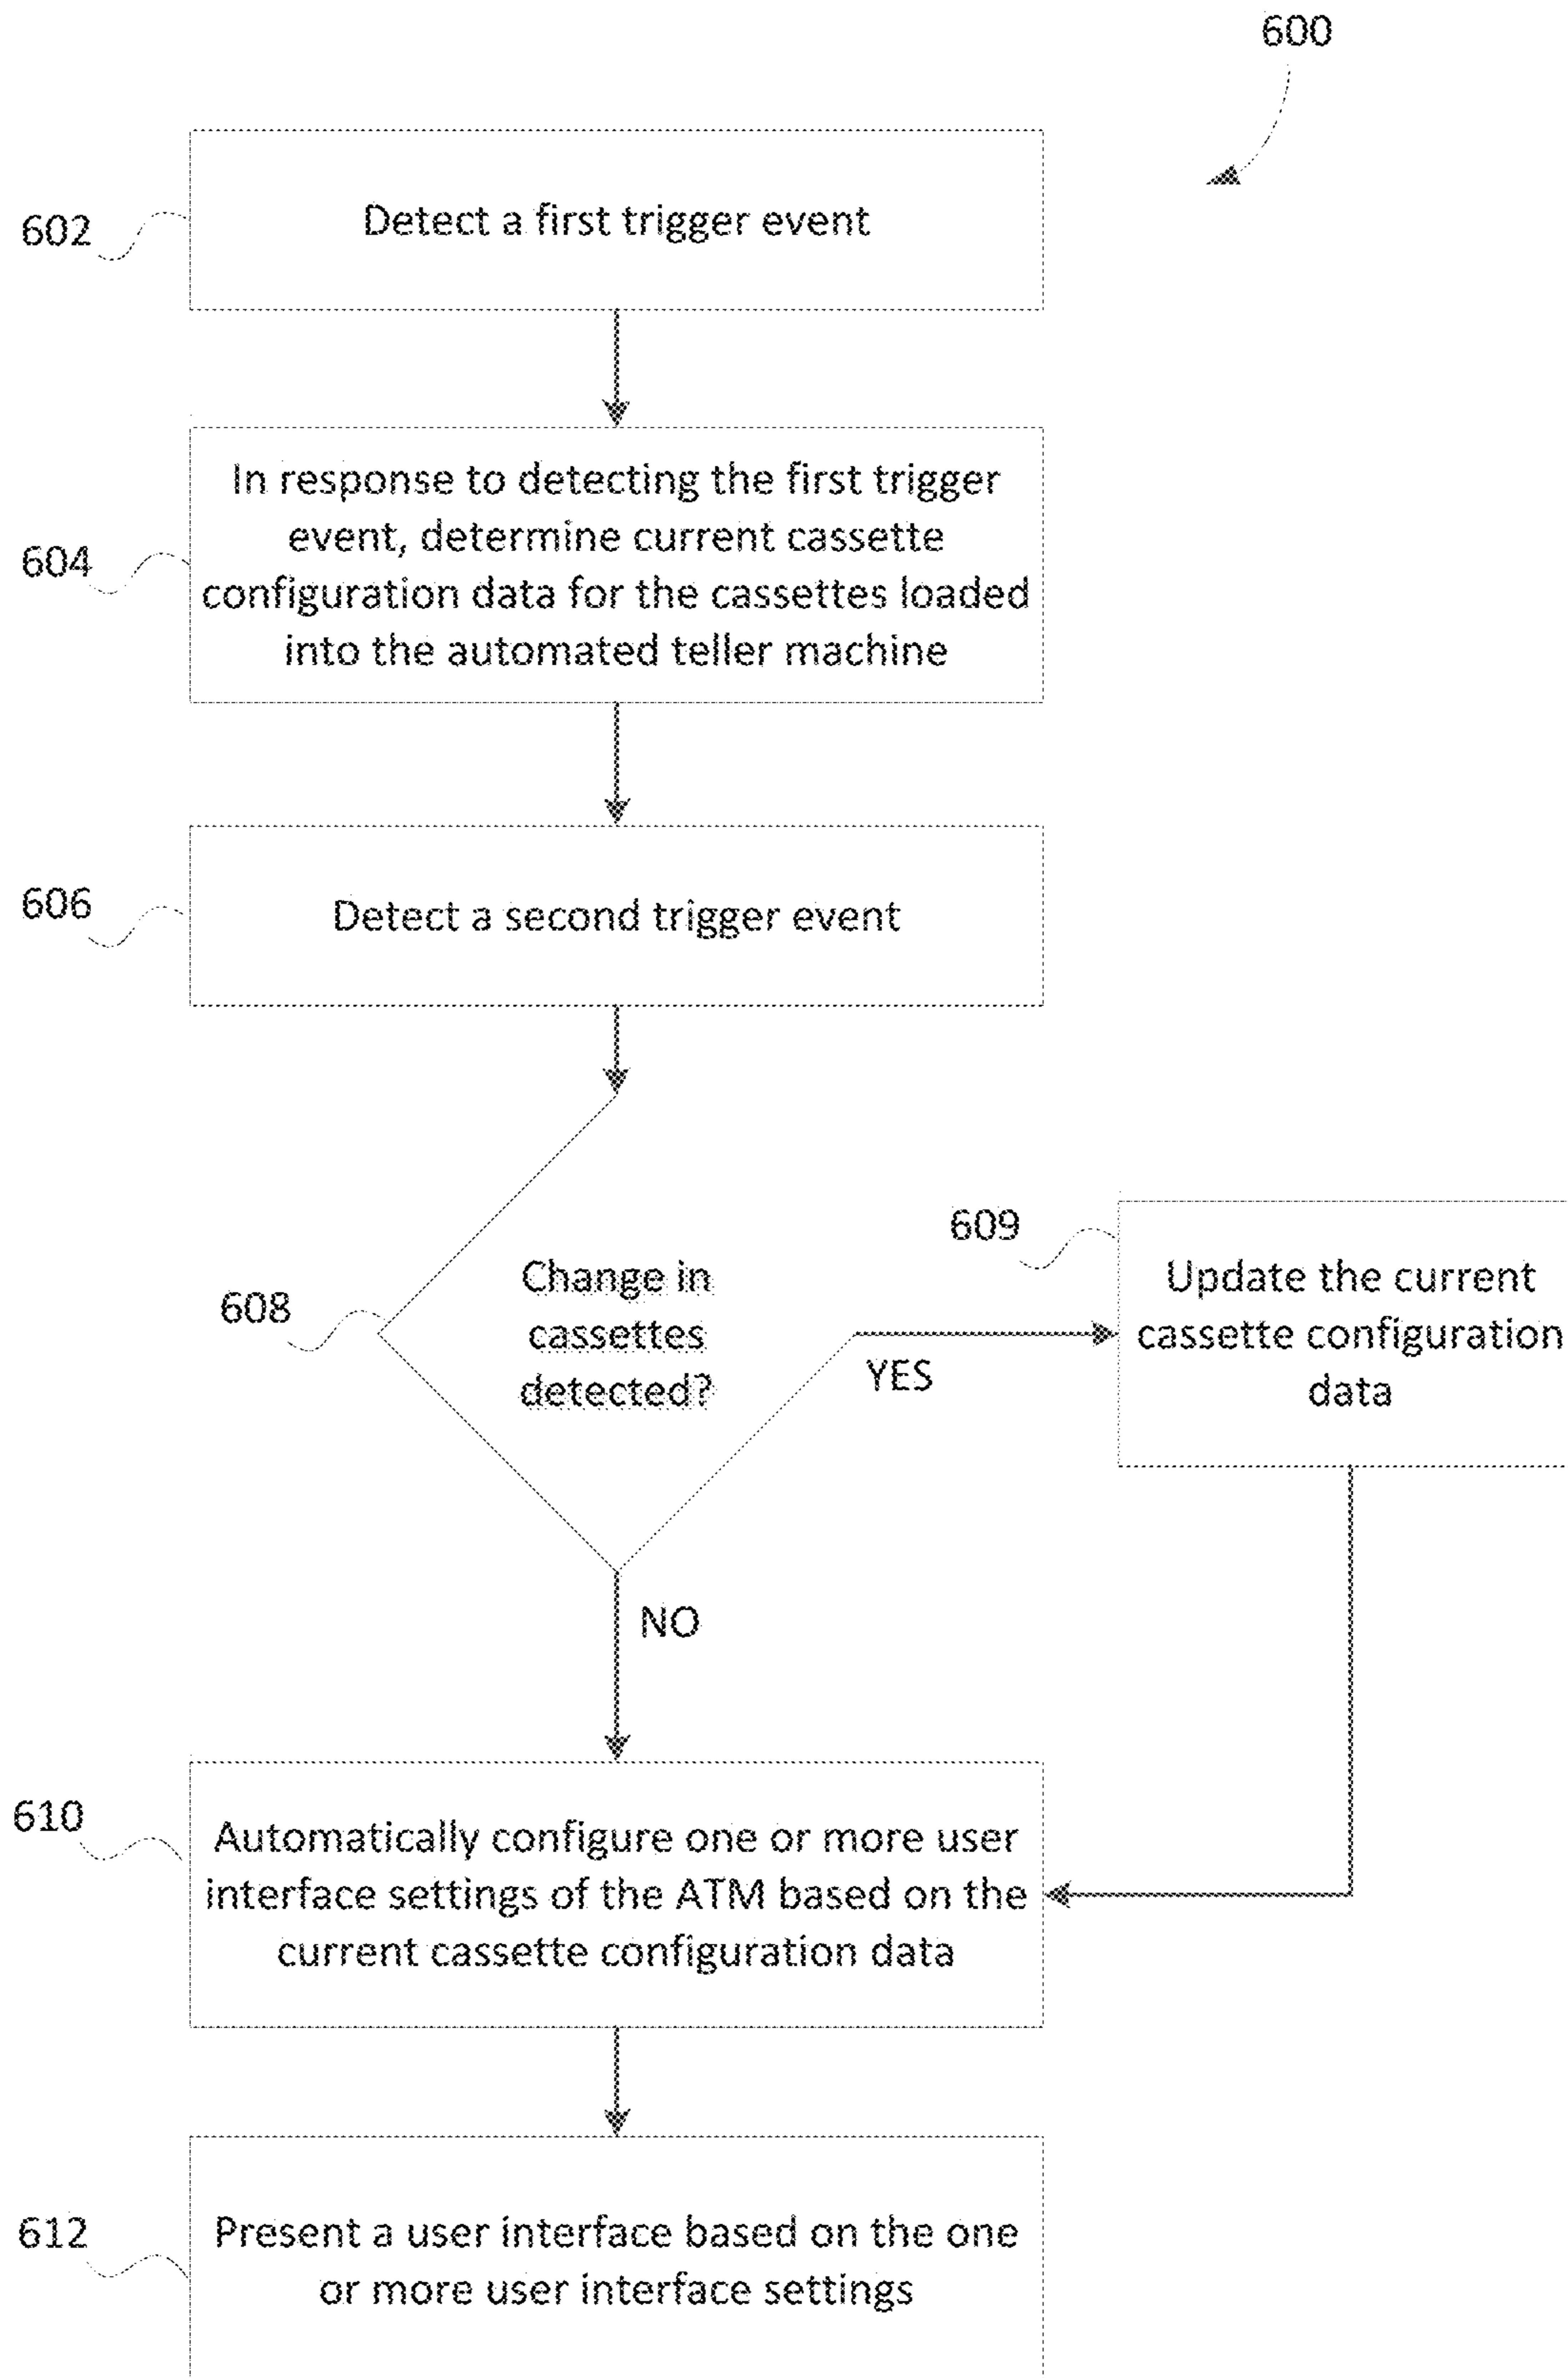 600
602
Detect a first trigger event
604
In response to detecting the first trigger
event, determine current cassette
configuration data for the cassettes loaded
into the automated teller machine
606
Detect a second trigger event
608
Change in
cassettes
detected?
YES
609
Update the current
cassette configuration
data
NO
610
Automatically configure one or more user
interface settings of the ATM based on the
current cassette configuration data
612
Present a user interface based on the one
or more user interface settings